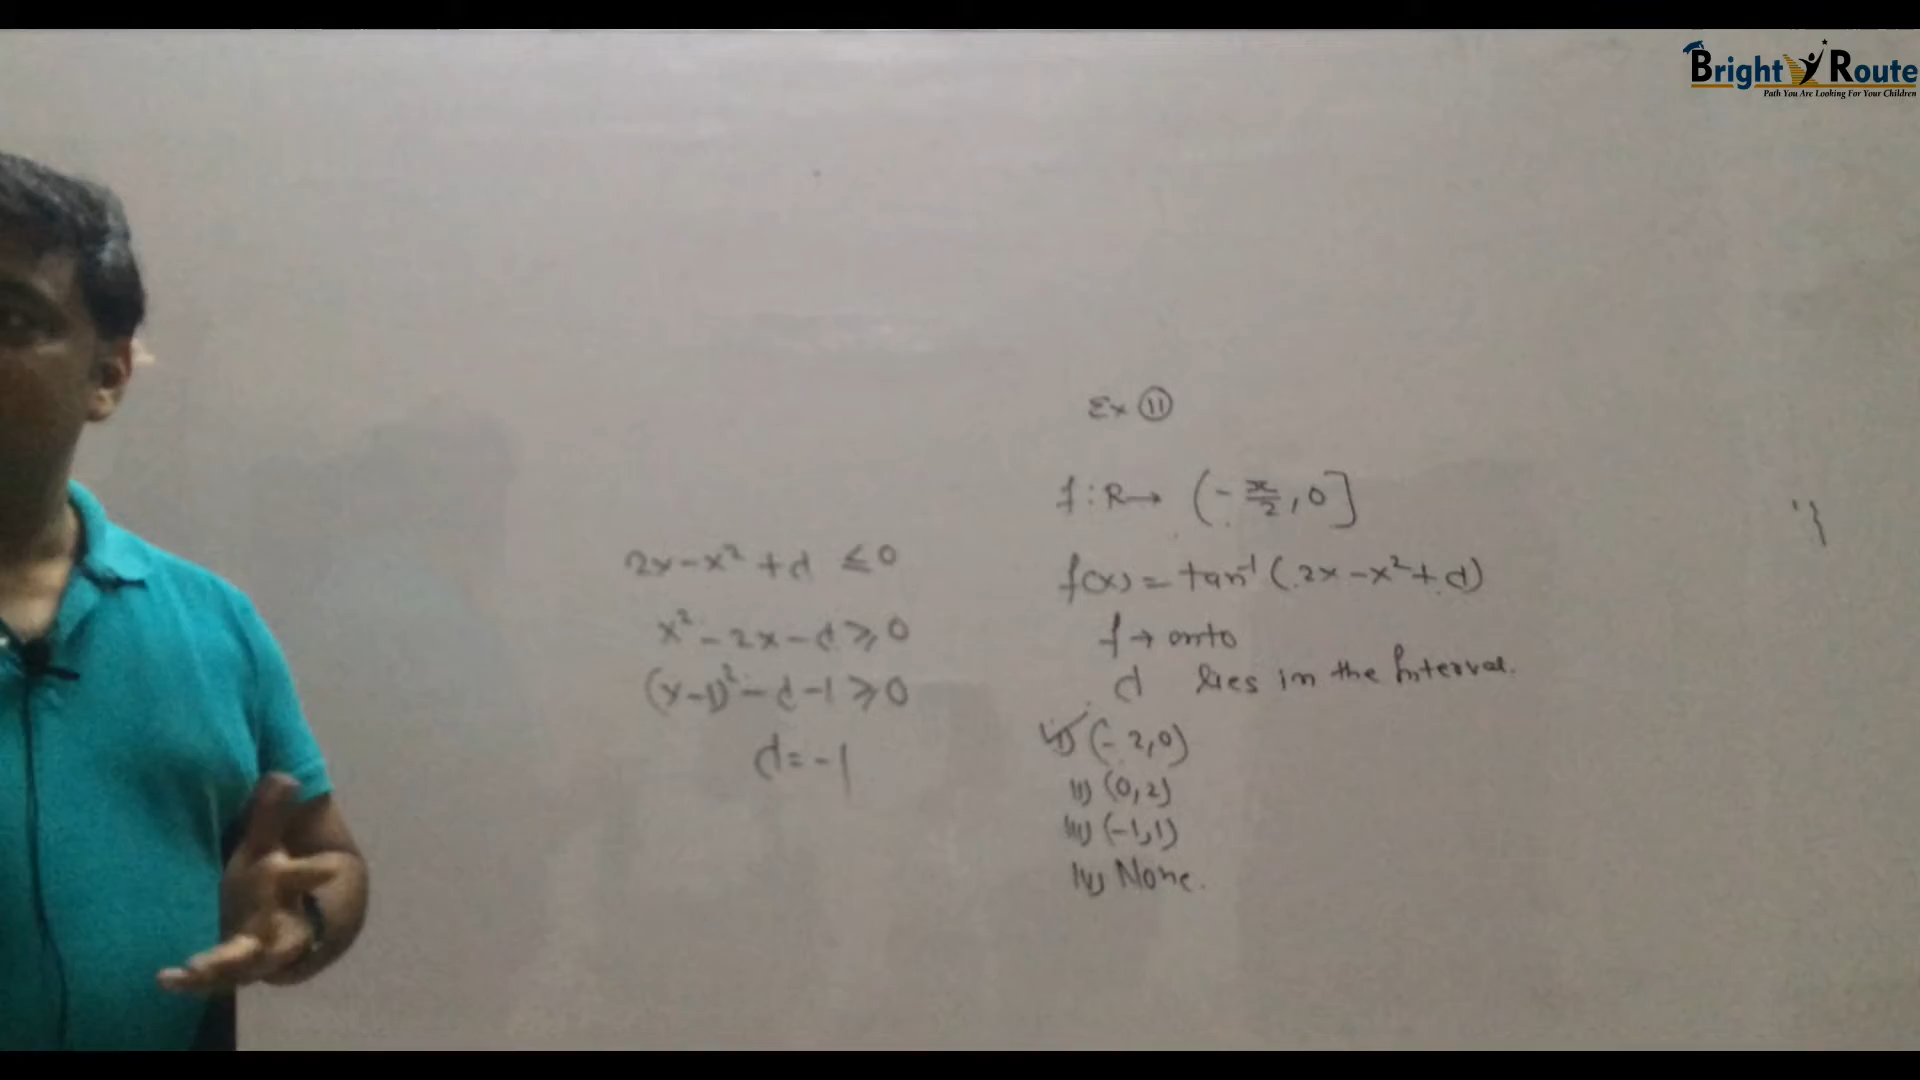 Bright Route
Path You Are Looking For Your Children
Ex 11
f : R → (-π/2, 0]
f(x) = tan⁻¹ (2x - x² + d)
f → onto
d lies in the Interval.
i) (-2,0)
ii) (0,2)
iii) (-1,1)
iv) None.
2x - x² + d ≤ 0
x² - 2x - d ≥ 0
(x-1)² - d - 1 ≥ 0
d = -1